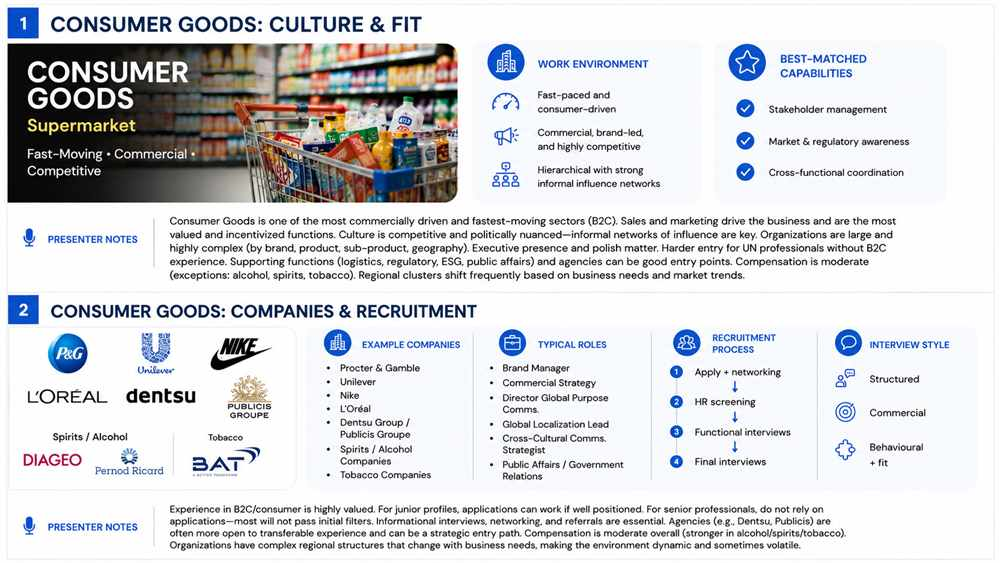 1
CONSUMER GOODS: CULTURE & FIT
CONSUMER
GOODS
Supermarket
Fast-Moving • Commercial •
Competitive
WORK ENVIRONMENT
Fast-paced and
consumer-driven
Commercial, brand-led,
and highly competitive
Hierarchical with strong
informal influence networks
BEST-MATCHED
CAPABILITIES
Stakeholder management
Market & regulatory awareness
Cross-functional coordination
PRESENTER NOTES
Consumer Goods is one of the most commercially driven and fastest-moving sectors (B2C). Sales and marketing drive the business and are the most
valued and incentivized functions. Culture is competitive and politically nuanced—informal networks of influence are key. Organizations are large and
highly complex (by brand, product, sub-product, geography). Executive presence and polish matter. Harder entry for UN professionals without B2C
experience. Supporting functions (logistics, regulatory, ESG, public affairs) and agencies can be good entry points. Compensation is moderate
(exceptions: alcohol, spirits, tobacco). Regional clusters shift frequently based on business needs and market trends.
2
CONSUMER GOODS: COMPANIES & RECRUITMENT
P&G
Unilever
NIKE
L'ORÉAL
dentsu
PUBLICIS
GROUPE
Spirits / Alcohol
DIAGEO
Pernod Ricard
Tobacco
BAT
EXAMPLE COMPANIES
• Procter & Gamble
• Unilever
• Nike
• L'Oréal
• Dentsu Group /
Publicis Groupe
• Spirits / Alcohol
Companies
• Tobacco Companies
TYPICAL ROLES
• Brand Manager
• Commercial Strategy
• Director Global Purpose
Comms.
• Global Localization Lead
• Cross-Cultural Comms.
Strategist
• Public Affairs / Government
Relations
RECRUITMENT
PROCESS
1 Apply + networking
2 HR screening
3 Functional interviews
4 Final interviews
INTERVIEW STYLE
Structured
Commercial
Behavioural
+ fit
PRESENTER NOTES
Experience in B2C/consumer is highly valued. For junior profiles, applications can work if well positioned. For senior professionals, do not rely on
applications—most will not pass initial filters. Informational interviews, networking, and referrals are essential. Agencies (e.g., Dentsu, Publicis) are
often more open to transferable experience and can be a strategic entry path. Compensation is moderate overall (stronger in alcohol/spirits/tobacco).
Organizations have complex regional structures that change with business needs, making the environment dynamic and sometimes volatile.